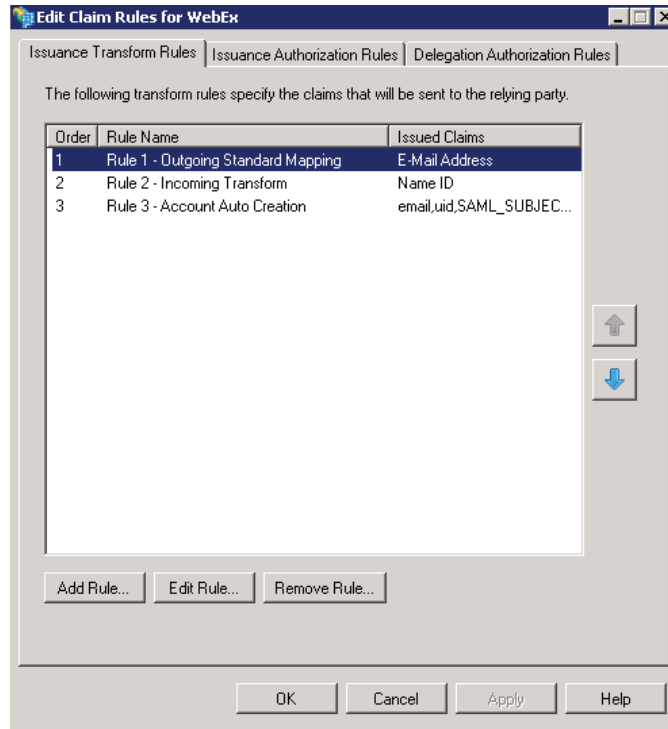 Edit Claim Rules for WebEx
Issuance Transform Rules Issuance Authorization Rules Delegation Authorization Rules
The following transform rules specify the claims that will be sent to the relying party.
Order Rule Name Issued Claims
1 Rule 1 - Outgoing Standard Mapping E-Mail Address
2 Rule 2 - Incoming Transform Name ID
3 Rule 3 - Account Auto Creation email,uid,SAML_SUBJEC...
Add Rule... Edit Rule... Remove Rule...
OK Cancel Apply Help